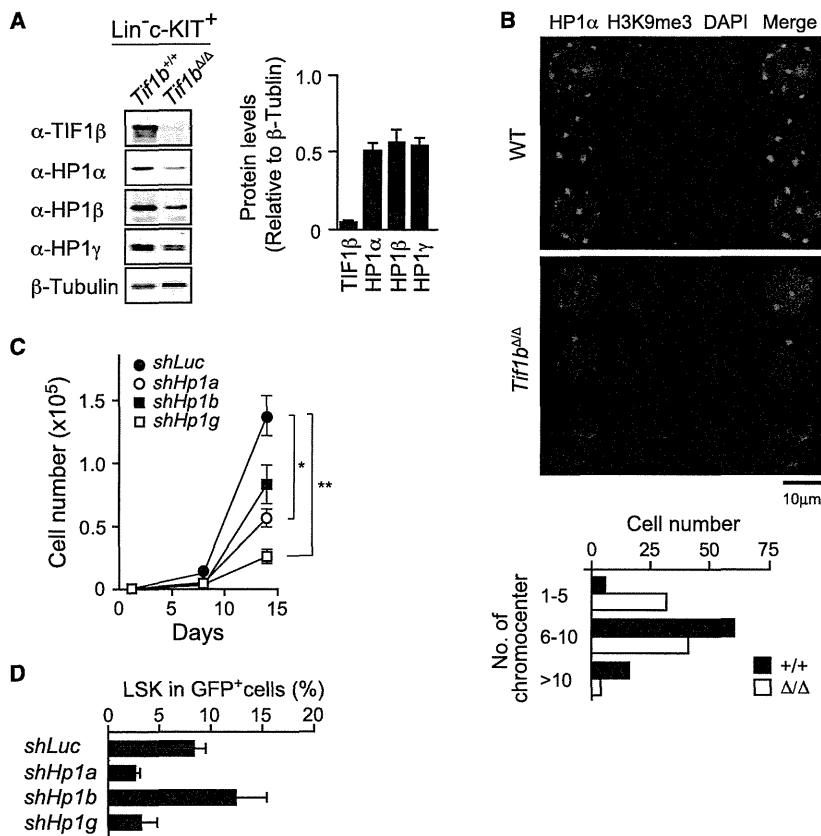 A
Lin⁻c-KIT⁺
Tif1b⁺/⁺ Tif1bΔ/Δ
α-TIF1β
α-HP1α
α-HP1β
α-HP1γ
β-Tubulin
Protein levels
(Relative to β-Tublin)
1.0
0.5
0
TIF1β
HP1α
HP1β
HP1γ
B
HP1α H3K9me3 DAPI Merge
WT
Tif1bΔ/Δ
10μm
Cell number
0 25 50 75
No. of
chromocenter
1-5
6-10
>10
+/+
Δ/Δ
C
Cell number (x10⁵)
1.5
1.0
0.5
0
0 5 10 15
Days
shLuc
shHp1a
shHp1b
shHp1g
*
**
D
LSK in GFP⁺cells (%)
0 5 10 15 20
shLuc
shHp1a
shHp1b
shHp1g